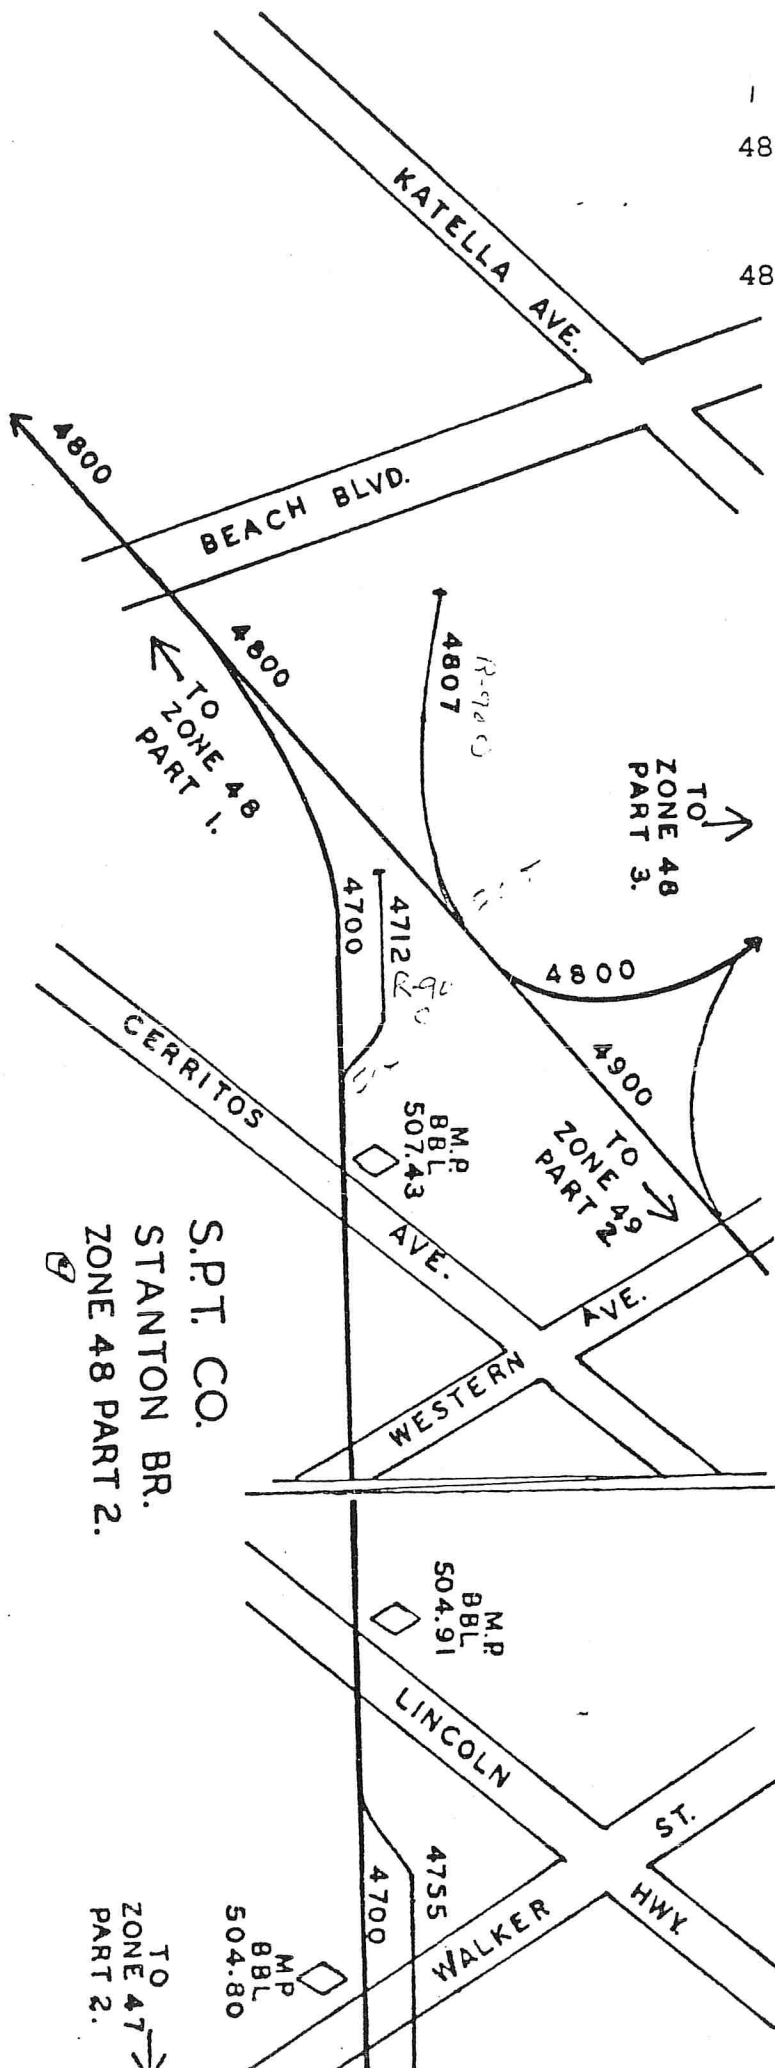 48
48
KATELLA AVE.
BEACH BLVD.
4800
4800
TO
ZONE 48
PART 1.
4807
TO
ZONE 48
PART 3.
4712
R-90
4700
4800
4900
TO
ZONE 49
PART 2.
CERRITOS AVE.
M.P.
BBL
507.43
WESTERN AVE.
S.P.T. CO.
STANTON BR.
ZONE 48 PART 2.
M.P.
BBL
504.91
LINCOLN HWY.
WALKER ST.
4755
4700
MP
BBL
504.80
TO
ZONE 47
PART 2.